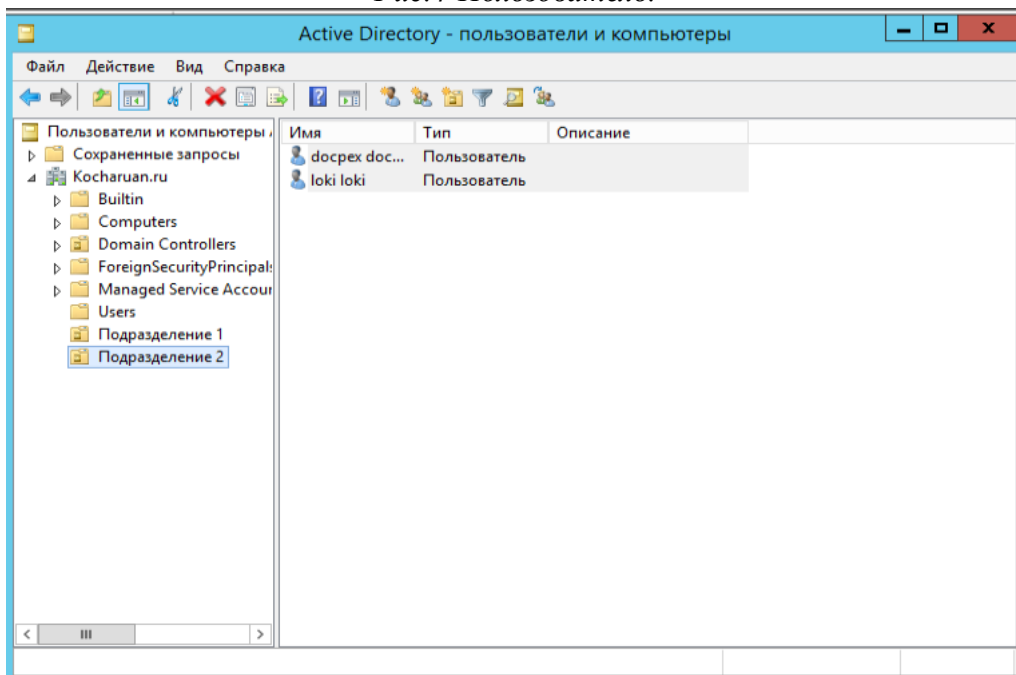 Active Directory - пользователи и компьютеры
Файл Действие Вид Справка
Пользователи и компьютеры
Сохраненные запросы
Kocharuan.ru
Builtin
Computers
Domain Controllers
ForeignSecurityPrincipal
Managed Service Accou
Users
Подразделение 1
Подразделение 2
Имя Тип Описание
docpex doc... Пользователь
loki loki Пользователь